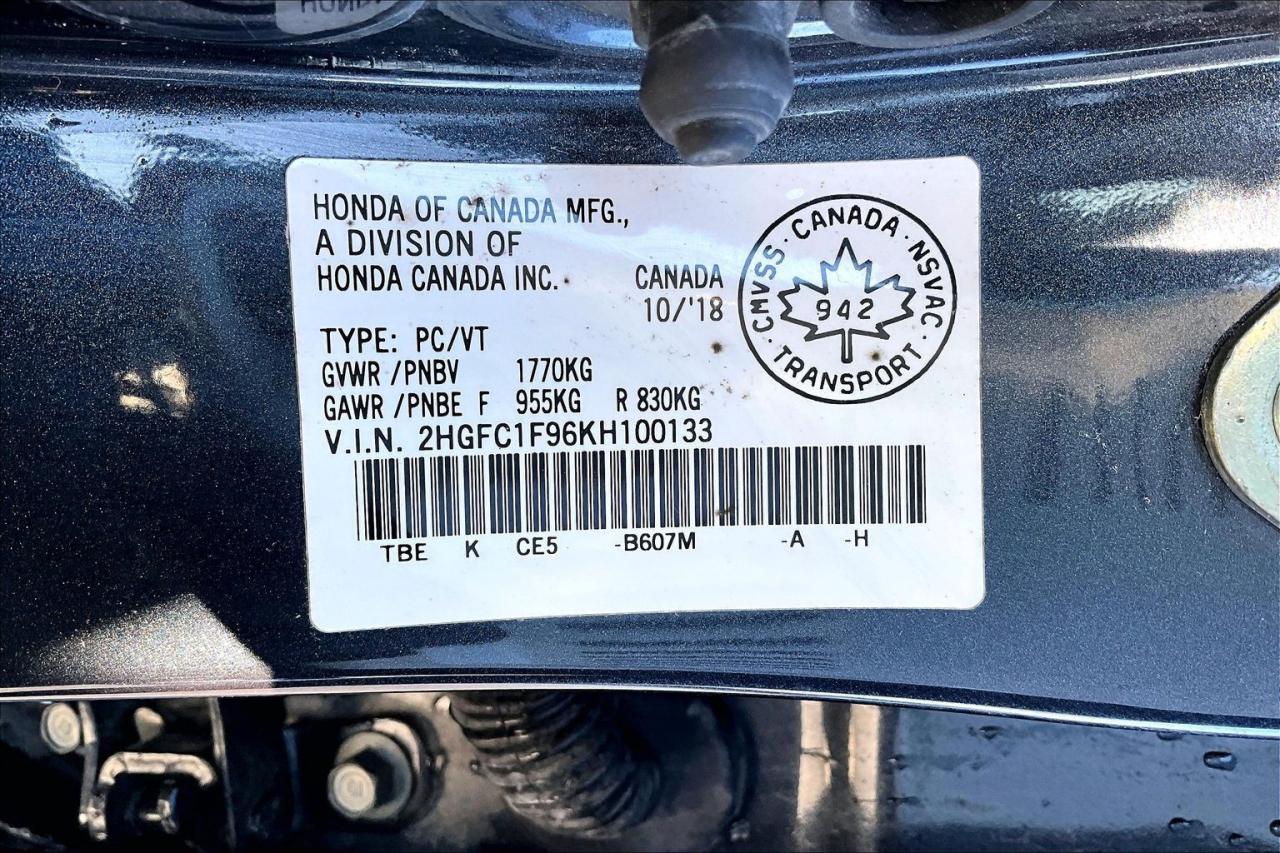 HONDA OF CANADA MFG.,
A DIVISION OF
HONDA CANADA INC.
CANADA
10/'18
CMVSS · CANADA · NSVAC · TRANSPORT ·
942
TYPE: PC/VT
GVWR /PNBV 1770KG
GAWR /PNBE F 955KG R 830KG
V.I.N. 2HGFC1F96KH100133
TBE K CE5 -B607M -A -H